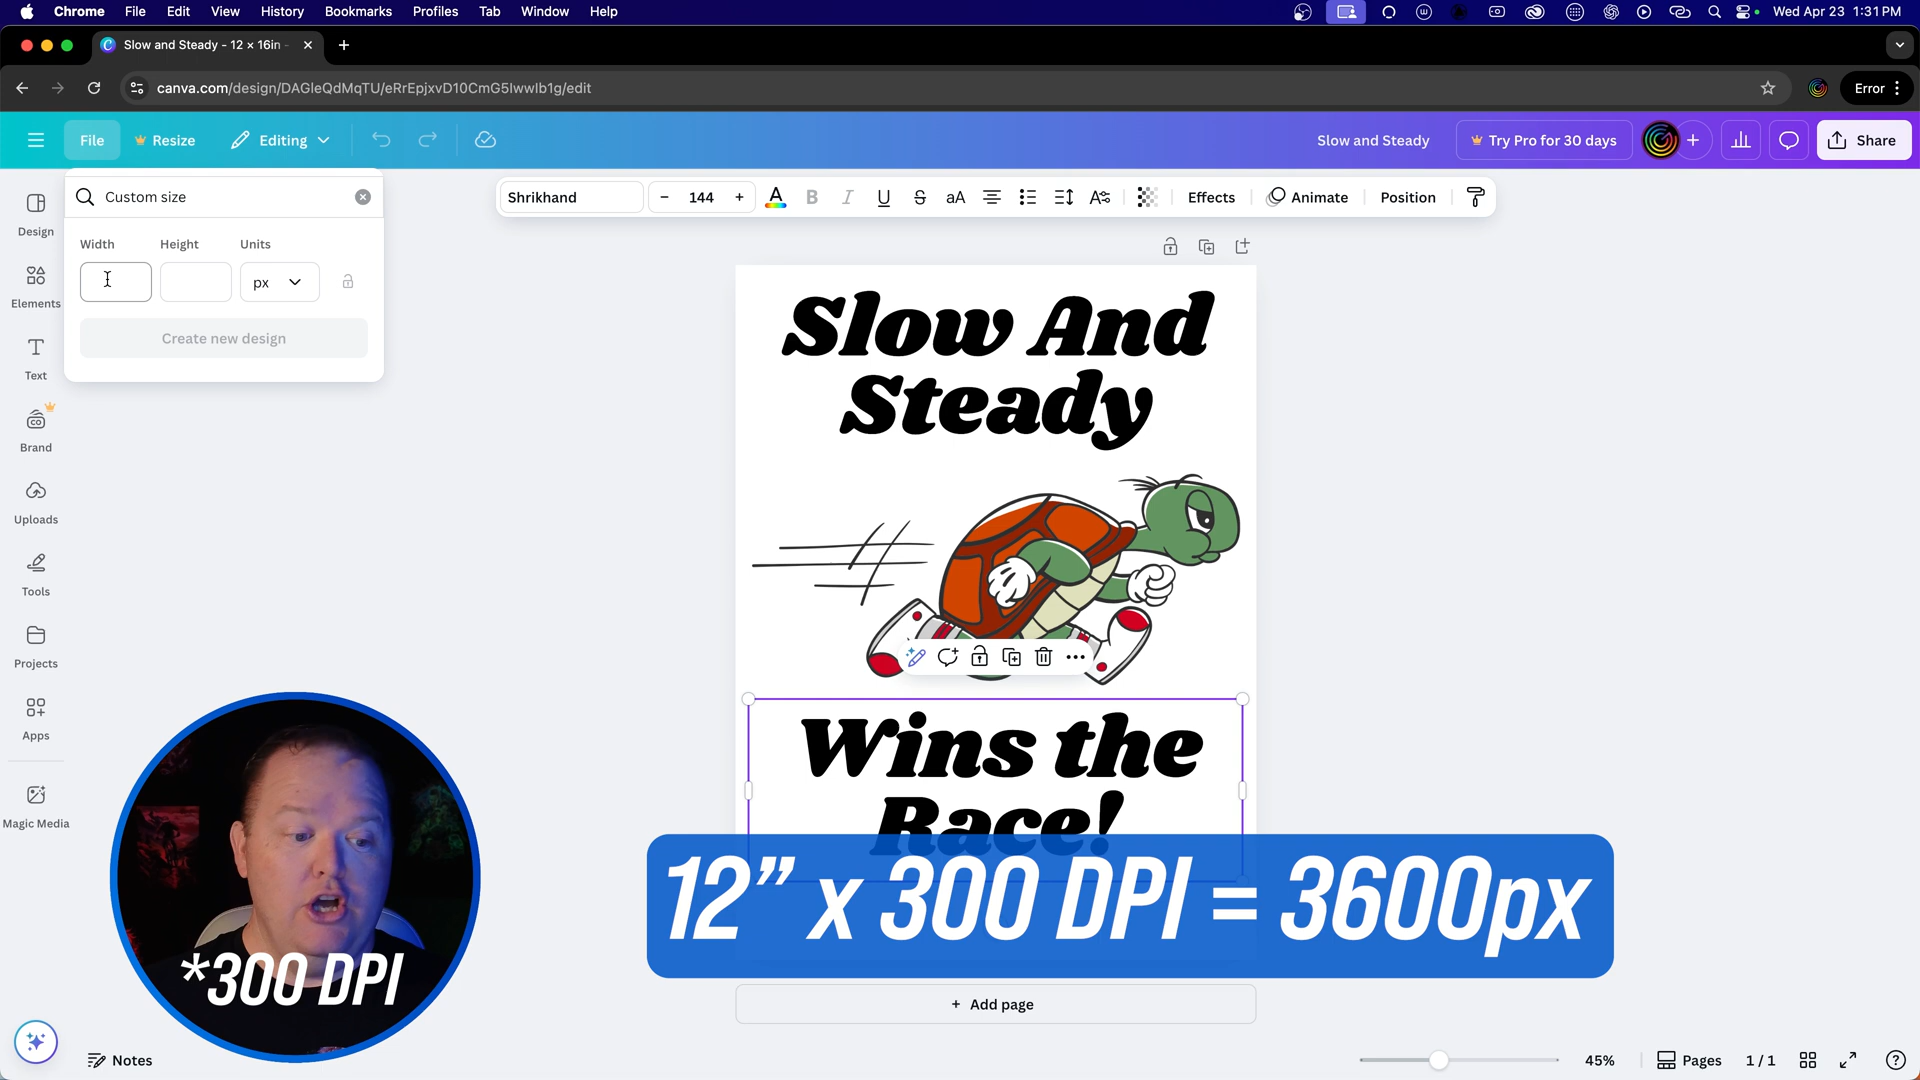 Chrome File Edit View History Bookmarks Profiles Tab Window Help Wed Apr 23 1:31 PM
Slow and Steady - 12 × 16in -
canva.com/design/DAGleQdMqTU/eRrEpjxvD10CmG5Iwwlb1g/edit Error
File Resize Editing Slow and Steady Try Pro for 30 days Share
Custom size
Shrikhand 144 A B I U S aA Effects Animate Position
Width Height Units
px
Create new design
Design
Elements
Text
Brand
Uploads
Tools
Projects
Apps
Magic Media
Slow And
Steady
Wins the
Race!
12” x 300 DPI = 3600px
*300 DPI
+ Add page
Notes 45% Pages 1 / 1